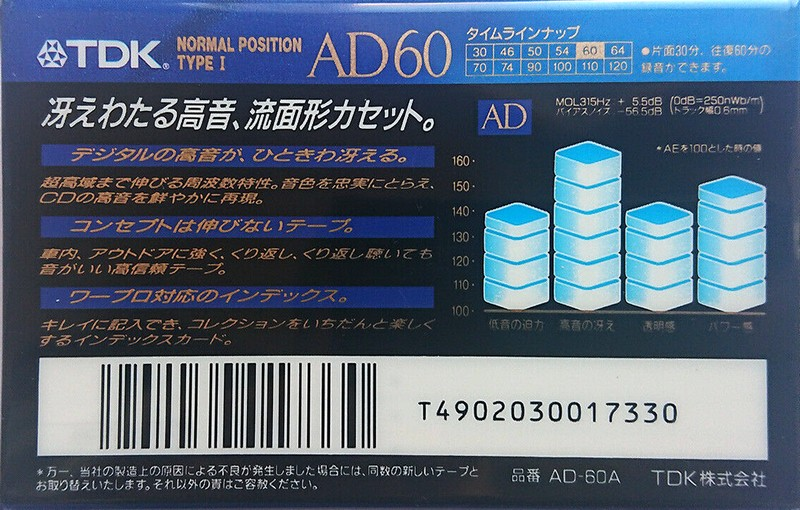 TDK.
NORMAL POSITION
TYPE I
AD60
タイムラインナップ
30 46 50 54 60 64
70 74 90 100 110 120
●片面30分、往復60分の
録音ができます。
冴えわたる高音、流面形カセット。
デジタルの高音が、ひときわ冴える。
超高域まで伸びる周波数特性。音色を忠実にとらえ、
CDの高音を鮮やかに再現。
コンセプトは伸びないテープ。
車内、アウトドアに強く、くり返し、くり返し聴いても
音がいい高信頼テープ。
ワープロ対応のインデックス。
キレイに記入でき、コレクションをいちだんと楽しく
するインデックスカード。
AD
MOL315Hz + 5.5dB (0dB=250nWb/m)
バイアスノイズ -56.5dB (トラック幅0.6mm)
*AEを100とした時の値
160
150
140
130
120
110
100
低音の迫力 高音の冴え 透明感 パワー感
T4902030017330
*万一、当社の製造上の原因による不良が発生しました場合には、同数の新しいテープと
お取り替えいたします。それ以外の責はご容赦ください。
品番 AD-60A TDK株式会社